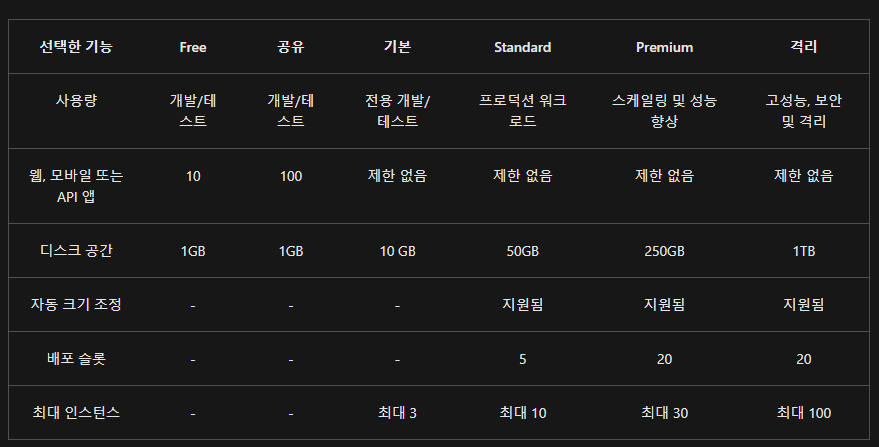 선택한 기능 Free 공유 기본 Standard Premium 격리
사용량 개발/테스트 개발/테스트 전용 개발/테스트 프로덕션 워크로드 스케일링 및 성능 향상 고성능, 보안 및 격리
웹, 모바일 또는 API 앱 10 100 제한 없음 제한 없음 제한 없음 제한 없음
디스크 공간 1GB 1GB 10 GB 50GB 250GB 1TB
자동 크기 조정 - - - 지원됨 지원됨 지원됨
배포 슬롯 - - - 5 20 20
최대 인스턴스 - - 최대 3 최대 10 최대 30 최대 100